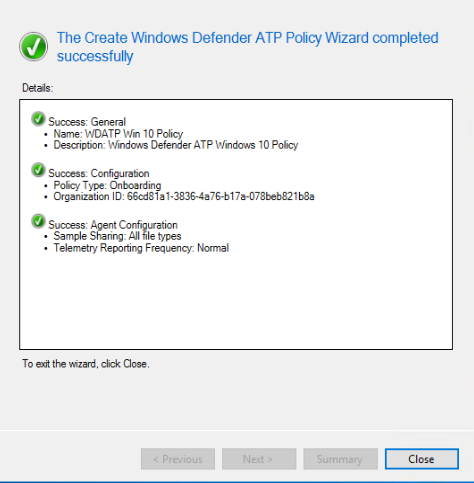 The Create Windows Defender ATP Policy Wizard completed
successfully
Details:
Success: General
• Name: WDATP Win 10 Policy
• Description: Windows Defender ATP Windows 10 Policy
Success: Configuration
• Policy Type: Onboarding
• Organization ID: 66cd81a1-3836-4a76-b17a-078beb821b8a
Success: Agent Configuration
• Sample Sharing: All file types
• Telemetry Reporting Frequency: Normal
To exit the wizard, click Close.
< Previous Next > Summary Close